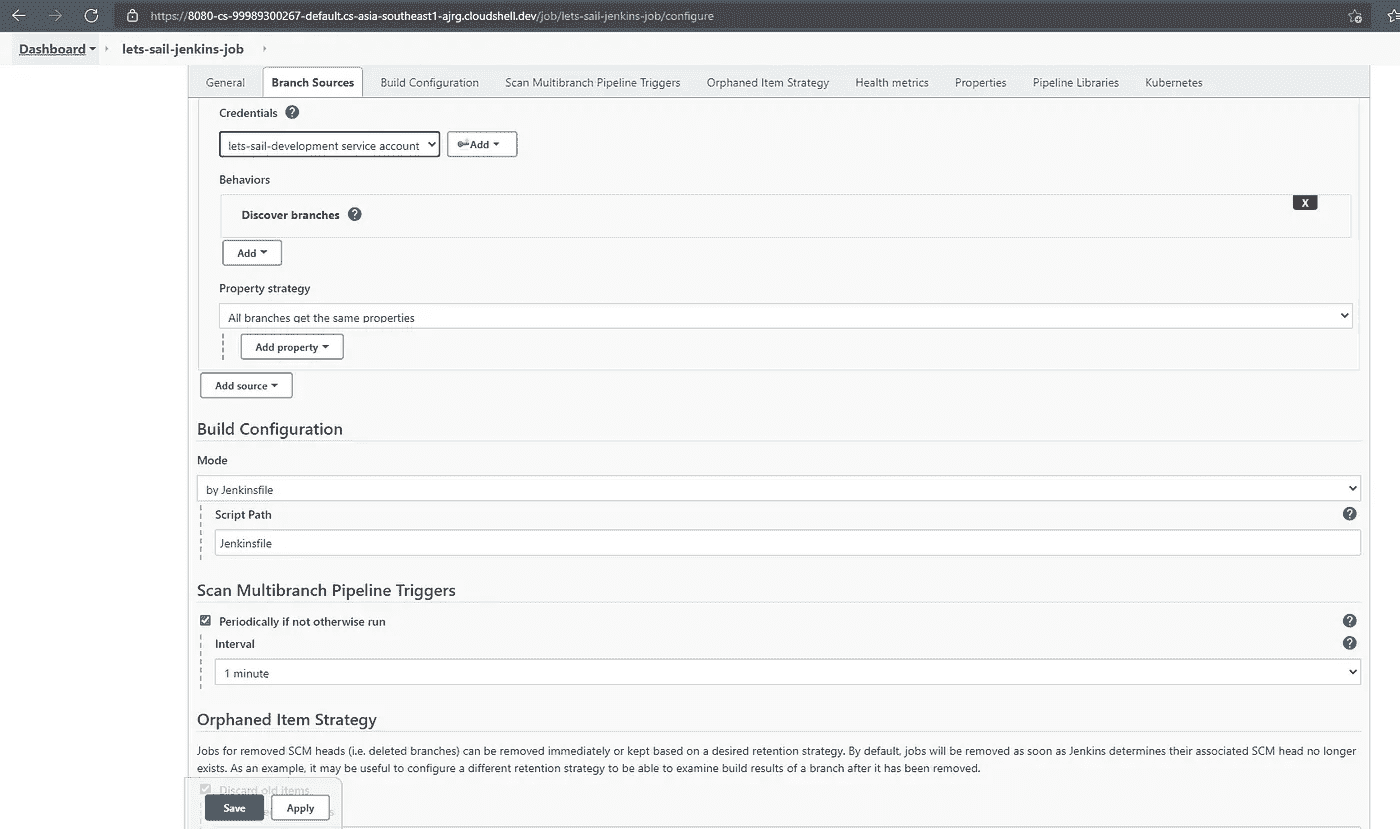 https://8080-cs-99989300267-default.cs-asia-southeast1-ajrg.cloudshell.dev/job/lets-sail-jenkins-job/configure
Dashboard lets-sail-jenkins-job
General Branch Sources Build Configuration Scan Multibranch Pipeline Triggers Orphaned Item Strategy Health metrics Properties Pipeline Libraries Kubernetes
Credentials ?
lets-sail-development service account Add
Behaviors
X
Discover branches ?
Add
Property strategy
All branches get the same properties
Add property
Add source
Build Configuration
Mode
by Jenkinsfile
Script Path ?
Jenkinsfile
Scan Multibranch Pipeline Triggers
Periodically if not otherwise run ?
Interval ?
1 minute
Orphaned Item Strategy
Jobs for removed SCM heads (i.e. deleted branches) can be removed immediately or kept based on a desired retention strategy. By default, jobs will be removed as soon as Jenkins determines their associated SCM head no longer
exists. As an example, it may be useful to configure a different retention strategy to be able to examine build results of a branch after it has been removed.
Discard old items
Save Apply